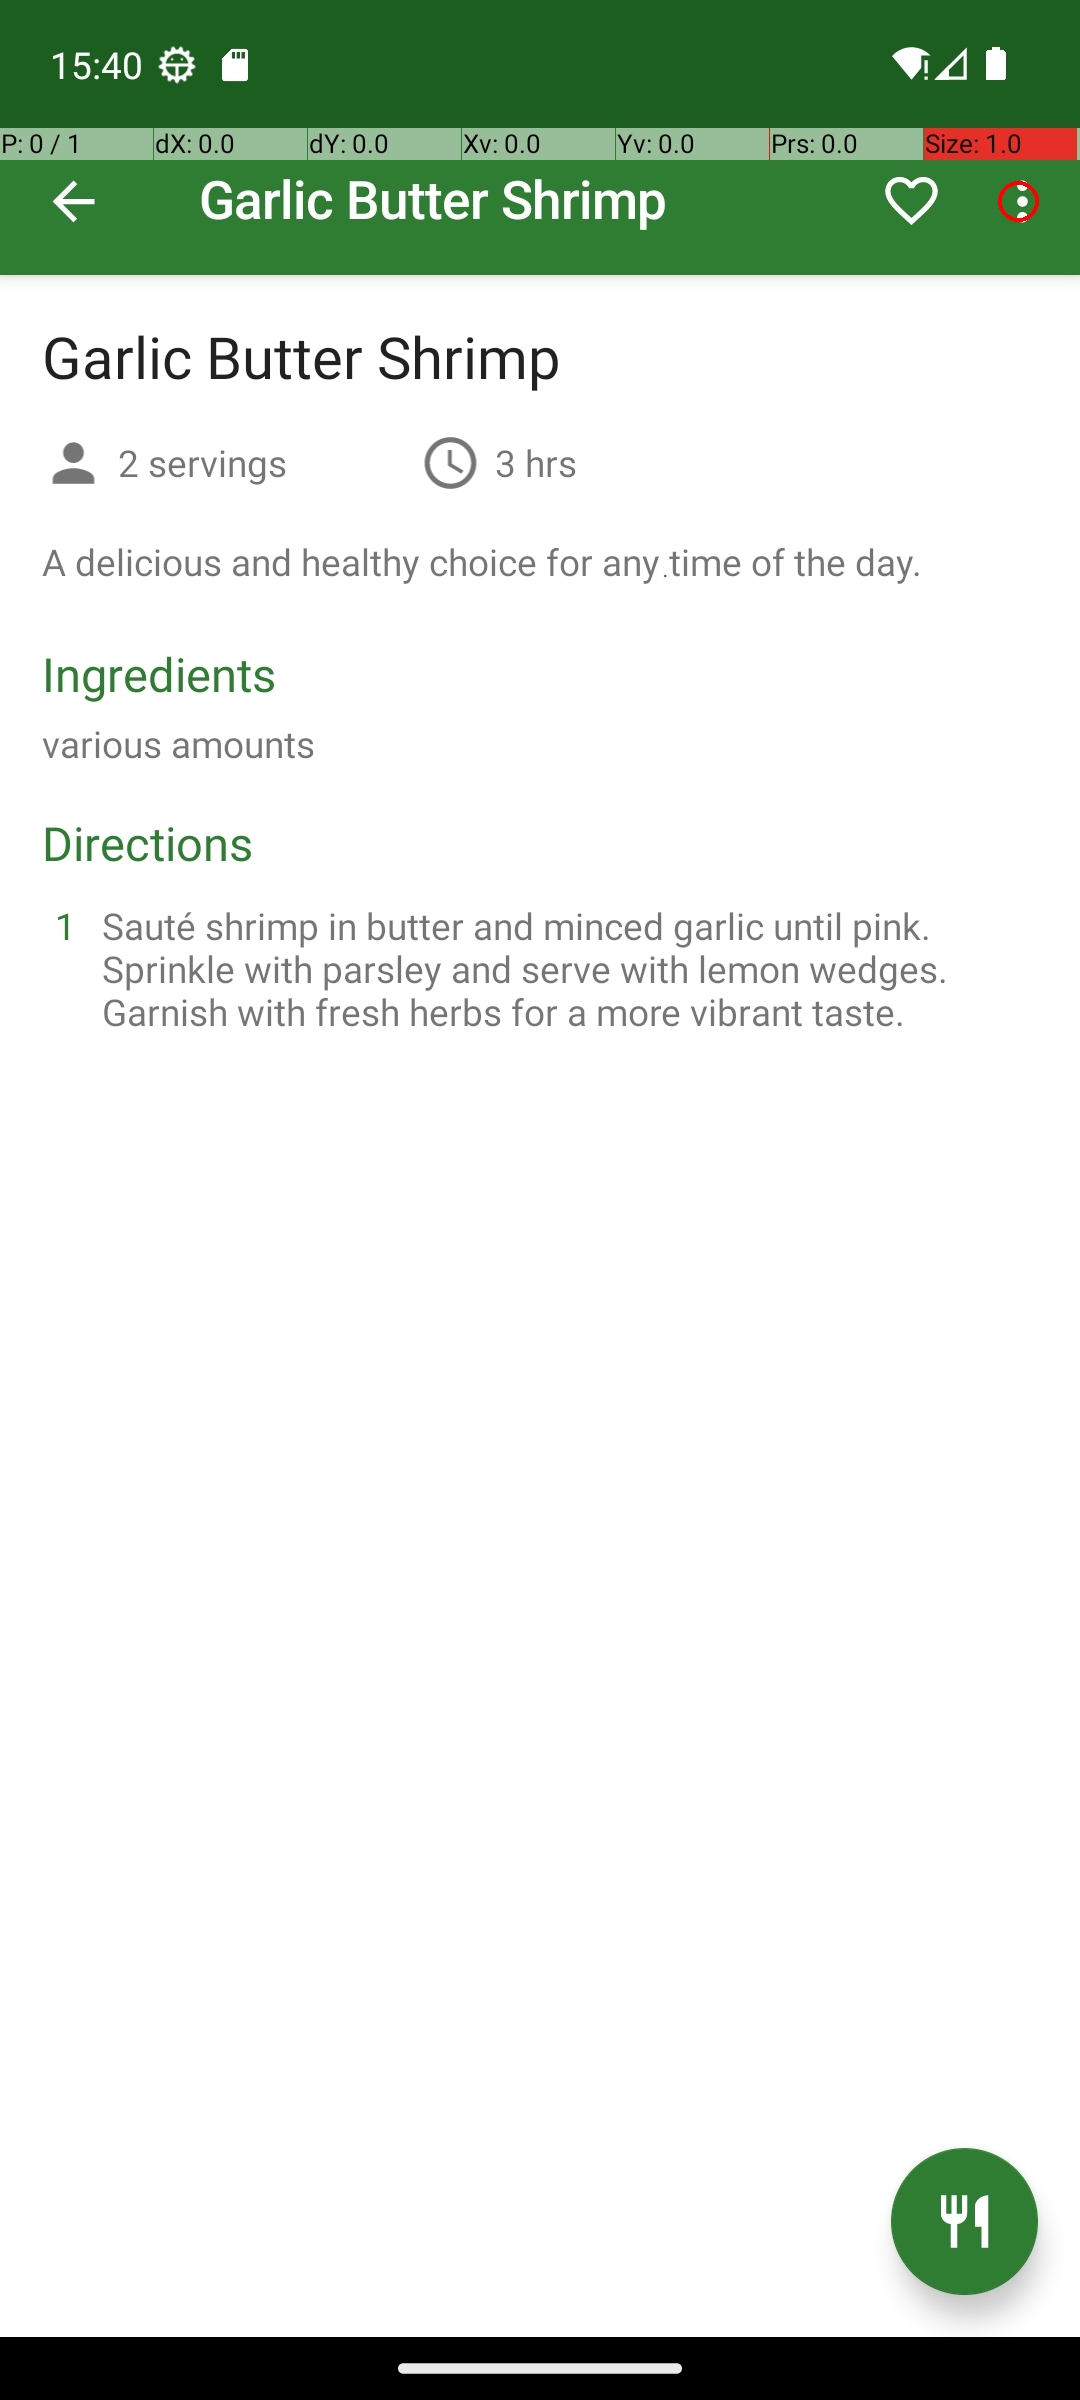 15:40
P: 0 / 1 dX: 0.0 dY: 0.0 Xv: 0.0 Yv: 0.0 Prs: 0.0 Size: 1.0
Garlic Butter Shrimp
Garlic Butter Shrimp
2 servings 3 hrs
A delicious and healthy choice for any time of the day.
Ingredients
various amounts
Directions
1 Sauté shrimp in butter and minced garlic until pink.
Sprinkle with parsley and serve with lemon wedges.
Garnish with fresh herbs for a more vibrant taste.